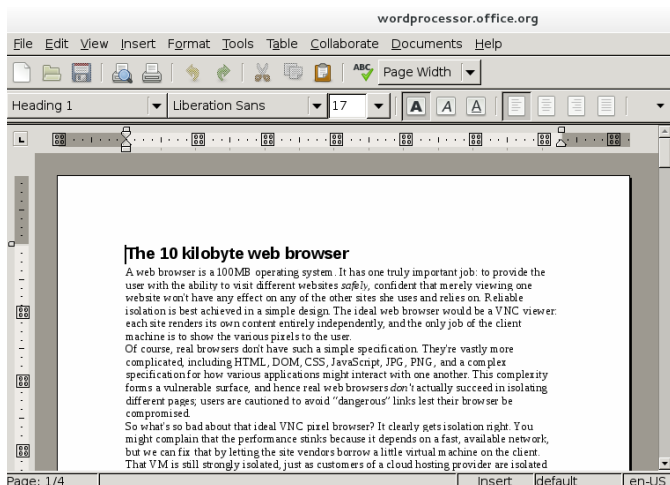 wordprocessor.office.org
File Edit View Insert Format Tools Table Collaborate Documents Help
ABC Page Width
Heading 1 Liberation Sans 17 A A A
L
The 10 kilobyte web browser
A web browser is a 100MB operating system. It has one truly important job: to provide the
user with the ability to visit different websites safely, confident that merely viewing one
website won't have any effect on any of the other sites she uses and relies on. Reliable
isolation is best achieved in a simple design. The ideal web browser would be a VNC viewer:
each site renders its own content entirely independently, and the only job of the client
machine is to show the various pixels to the user.
Of course, real browsers don't have such a simple specification. They're vastly more
complicated, including HTML, DOM, CSS, JavaScript, JPG, PNG, and a complex
specification for how various applications might interact with one another. This complexity
forms a vulnerable surface, and hence real web browsers don't actually succeed in isolating
different pages; users are cautioned to avoid "dangerous" links lest their browser be
compromised.
So what's so bad about that ideal VNC pixel browser? It clearly gets isolation right. You
might complain that the performance stinks because it depends on a fast, available network,
but we can fix that by letting the site vendors borrow a little virtual machine on the client.
That VM is still strongly isolated, just as customers of a cloud hosting provider are isolated
Page: 1/4 Insert default en-US